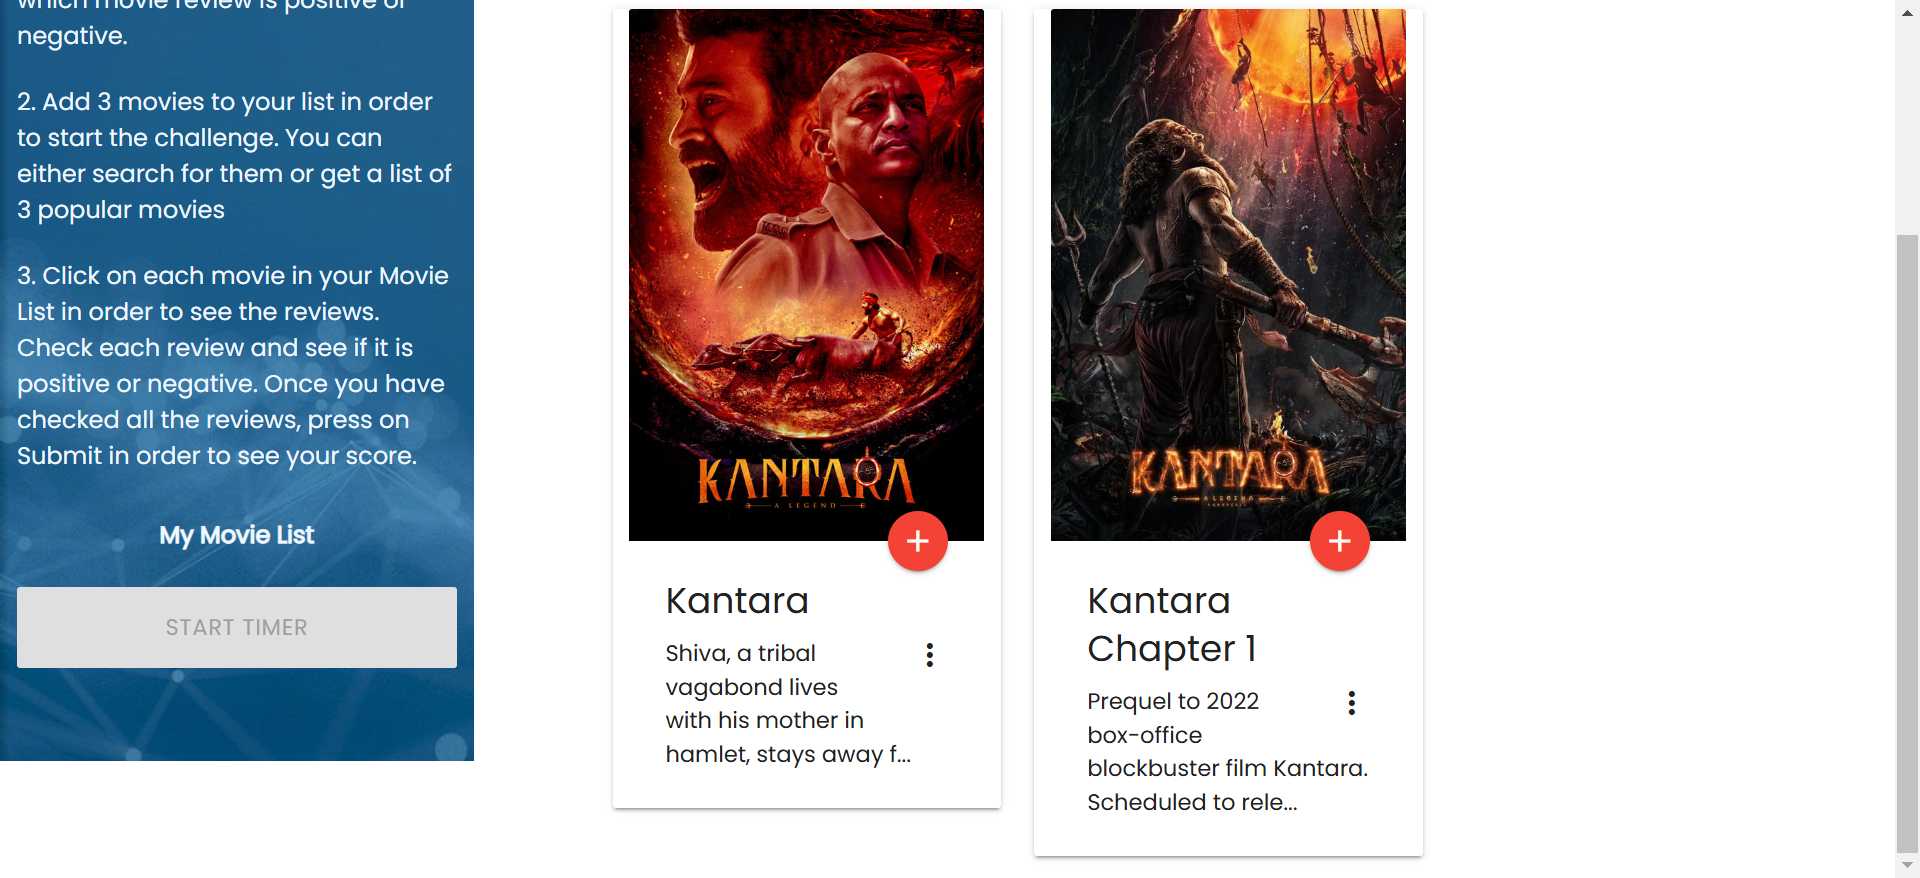 which movie review is positive or
negative.
2. Add 3 movies to your list in order
to start the challenge. You can
either search for them or get a list of
3 popular movies
3. Click on each movie in your Movie
List in order to see the reviews.
Check each review and see if it is
positive or negative. Once you have
checked all the reviews, press on
Submit in order to see your score.
My Movie List
START TIMER
KANTARA
A LEGEND
Kantara
Shiva, a tribal
vagabond lives
with his mother in
hamlet, stays away f...
KANTARA
A LEGEND
Kantara
Chapter 1
Prequel to 2022
box-office
blockbuster film Kantara.
Scheduled to rele...